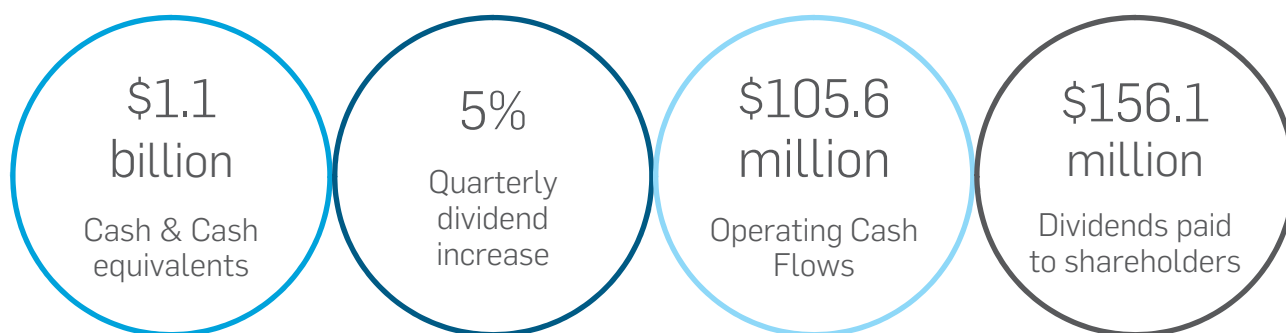 $1.1
billion
Cash & Cash
equivalents
5%
Quarterly
dividend
increase
$105.6
million
Operating Cash
Flows
$156.1
million
Dividends paid
to shareholders